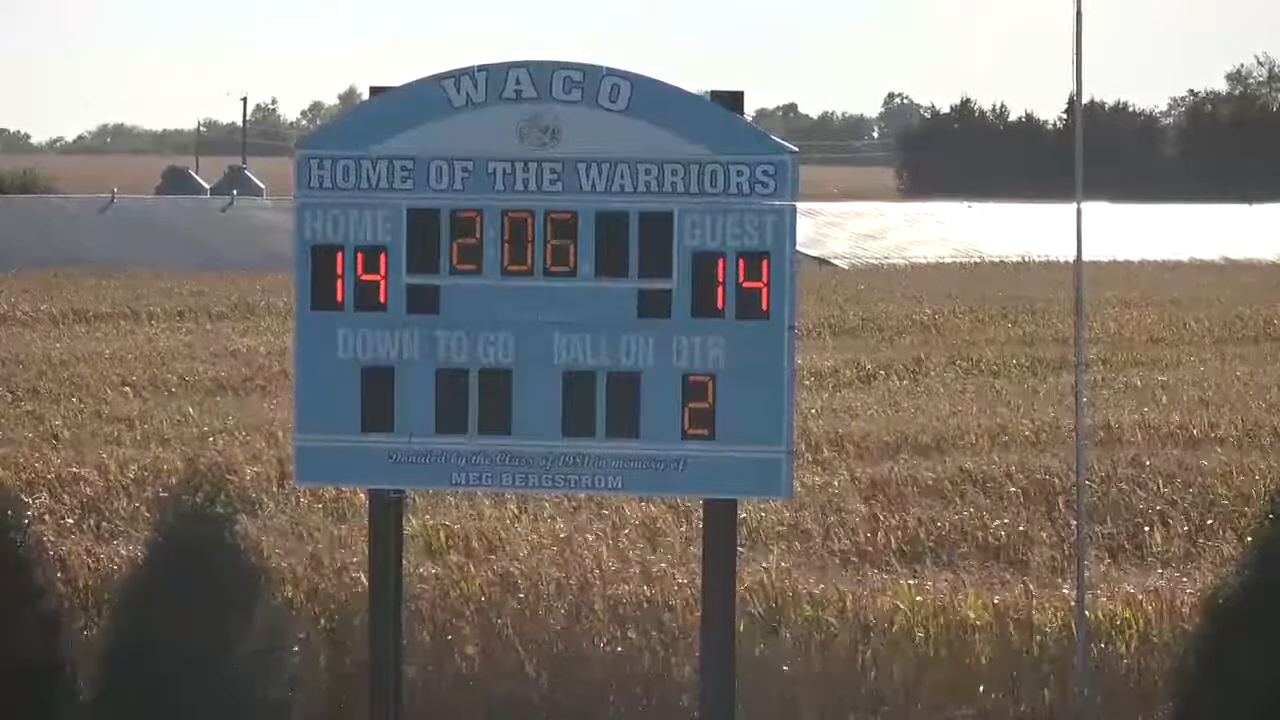 WACO
HOME OF THE WARRIORS
HOME 2:06 GUEST
14 14
DOWN TO GO BALL ON QTR
2
Donated by the Class of 1981 in memory of
MEG BERGSTROM